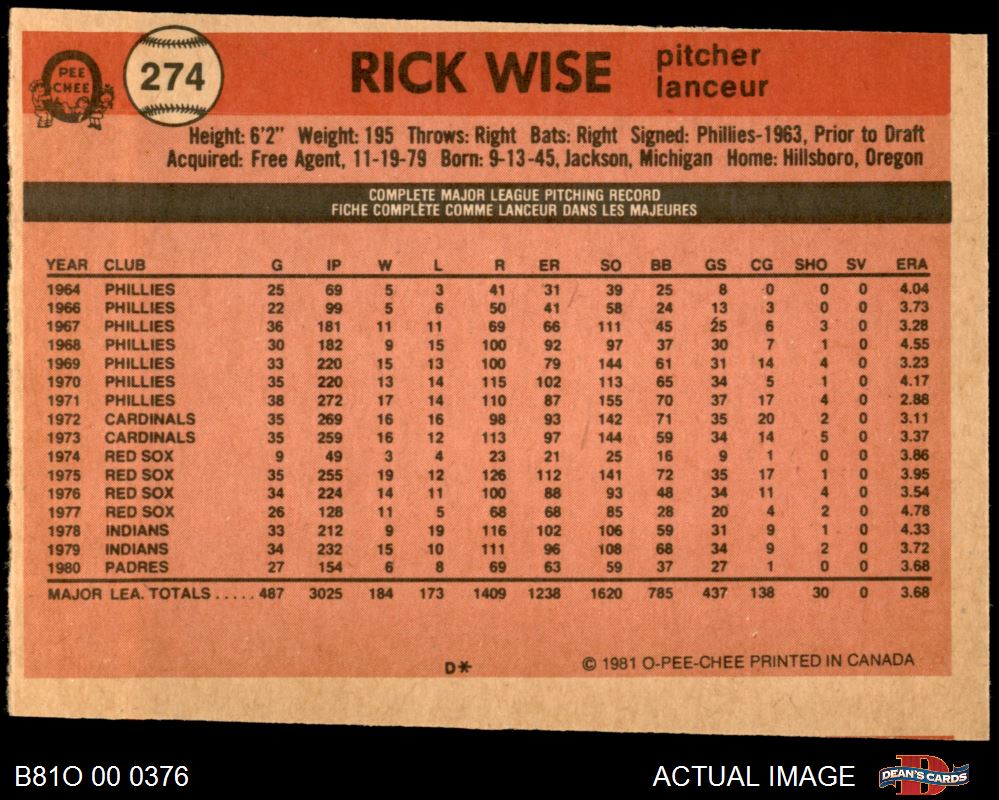 PEE
CHEE
274
RICK WISE
pitcher
lanceur
Height: 6'2" Weight: 195 Throws: Right Bats: Right Signed: Phillies-1963, Prior to Draft
Acquired: Free Agent, 11-19-79 Born: 9-13-45, Jackson, Michigan Home: Hillsboro, Oregon
COMPLETE MAJOR LEAGUE PITCHING RECORD
FICHE COMPLÈTE COMME LANCEUR DANS LES MAJEURES
YEAR CLUB G IP W L R ER SO BB GS CG SHO SV ERA
1964 PHILLIES 25 69 5 3 41 31 39 25 8 0 0 0 4.04
1966 PHILLIES 22 99 5 6 50 41 58 24 13 3 0 0 3.73
1967 PHILLIES 36 181 11 11 69 66 111 45 25 6 3 0 3.28
1968 PHILLIES 30 182 9 15 100 92 97 37 30 7 1 0 4.55
1969 PHILLIES 33 220 15 13 100 79 144 61 31 14 4 0 3.23
1970 PHILLIES 35 220 13 14 115 102 113 65 34 5 1 0 4.17
1971 PHILLIES 38 272 17 14 110 87 155 70 37 17 4 0 2.88
1972 CARDINALS 35 269 16 16 98 93 142 71 35 20 2 0 3.11
1973 CARDINALS 35 259 16 12 113 97 144 59 34 14 5 0 3.37
1974 RED SOX 9 49 3 4 23 21 25 16 9 1 0 0 3.86
1975 RED SOX 35 255 19 12 126 112 141 72 35 17 1 0 3.95
1976 RED SOX 34 224 14 11 100 88 93 48 34 11 4 0 3.54
1977 RED SOX 26 128 11 5 68 68 85 28 20 4 2 0 4.78
1978 INDIANS 33 212 9 19 116 102 106 59 31 9 1 0 4.33
1979 INDIANS 34 232 15 10 111 96 108 68 34 9 2 0 3.72
1980 PADRES 27 154 6 8 69 63 59 37 27 1 0 0 3.68
MAJOR LEA. TOTALS ..... 487 3025 184 173 1409 1238 1620 785 437 138 30 0 3.68
D* © 1981 O-PEE-CHEE PRINTED IN CANADA
B81O 00 0376 ACTUAL IMAGE DEAN'S CARDS